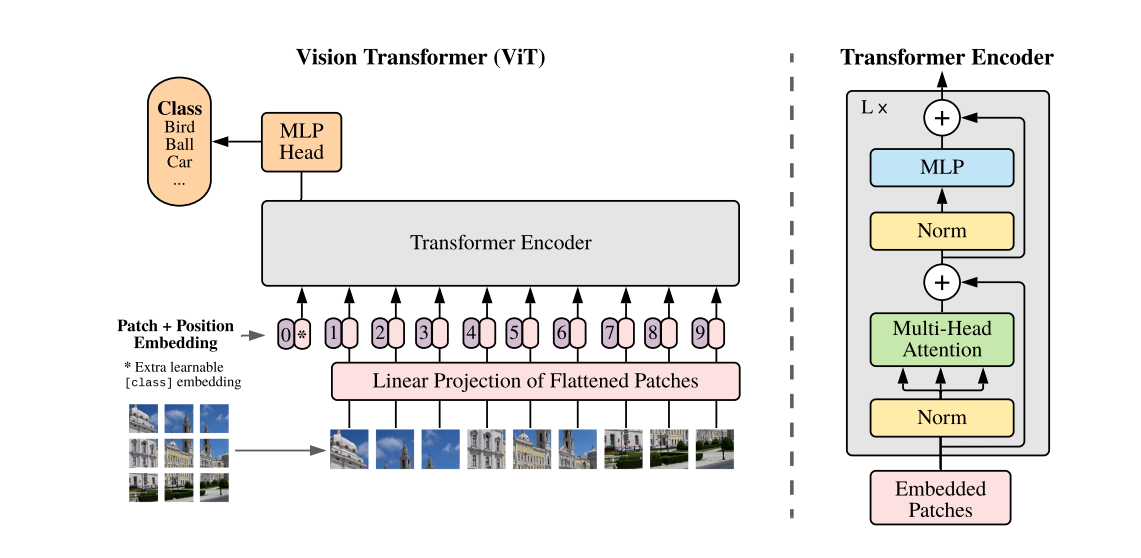 Vision Transformer (ViT)
Class
Bird
Ball
Car
...
MLP
Head
Transformer Encoder
Patch + Position
Embedding
* Extra learnable
[class] embedding
0 * 1 2 3 4 5 6 7 8 9
Linear Projection of Flattened Patches
Transformer Encoder
L x
+
MLP
Norm
+
Multi-Head
Attention
Norm
Embedded
Patches